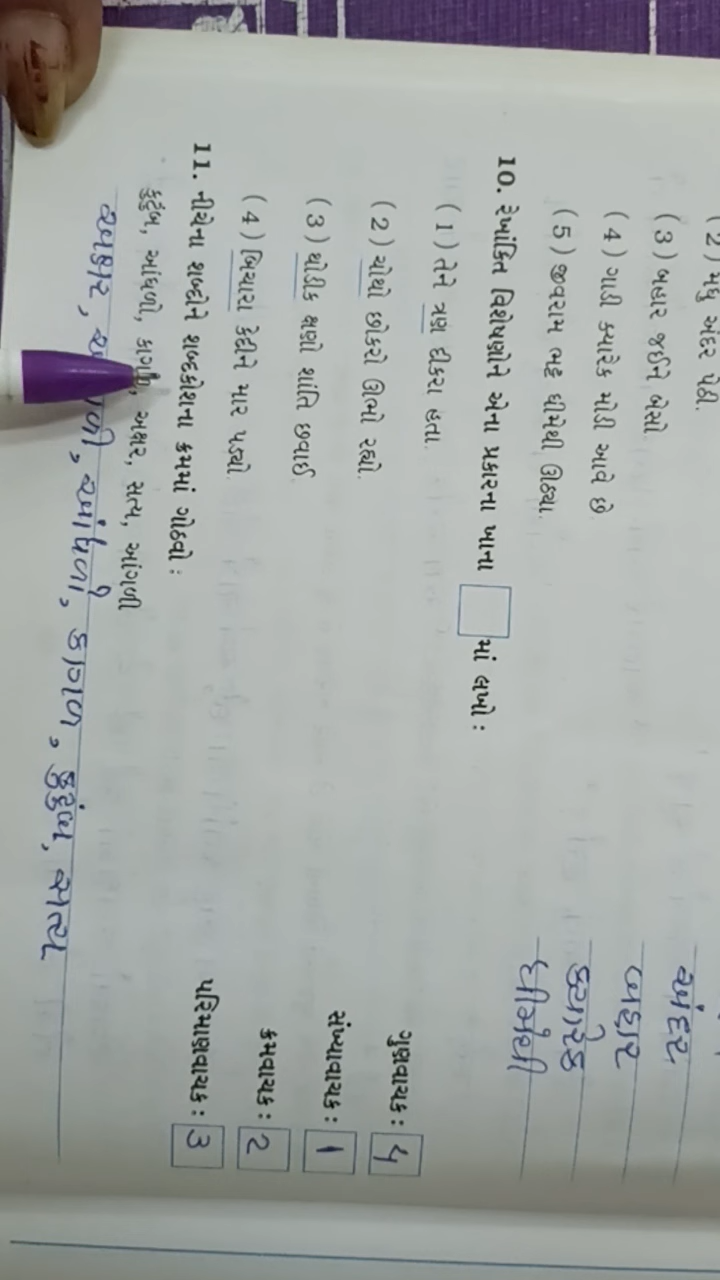 (2) મધુ અંદર પેઠી.
(3) બહાર જઈને બેસો. અંદર
(4) ગાડી ક્યારેક મોડી આવે છે. બહાર
(5) જીવરામ ભટ્ટ ધીમેથી ઊઠ્યા. ક્યારેક
ધીમેથી
10. રેખાંકિત વિશેષણોને એના પ્રકારના ખાના માં લખો :
(1) તેને ત્રણ દીકરા હતા. ગુણવાચક : 4
(2) ચોથો છોકરો ઊભો રહ્યો. સંખ્યાવાચક : 1
(3) થોડીક ક્ષણો શાંતિ છવાઈ. ક્રમવાચક : 2
(4) બિચારા કેદીને માર પડ્યો. પરિમાણવાચક : 3
11. નીચેના શબ્દોને શબ્દકોશના ક્રમમાં ગોઠવો :
કુટુંબ, આંધળો, કાગળ, અક્ષર, સત્ય, આંગળી
અક્ષર, આંધળો, કાગળ, કુટુંબ, સત્ય